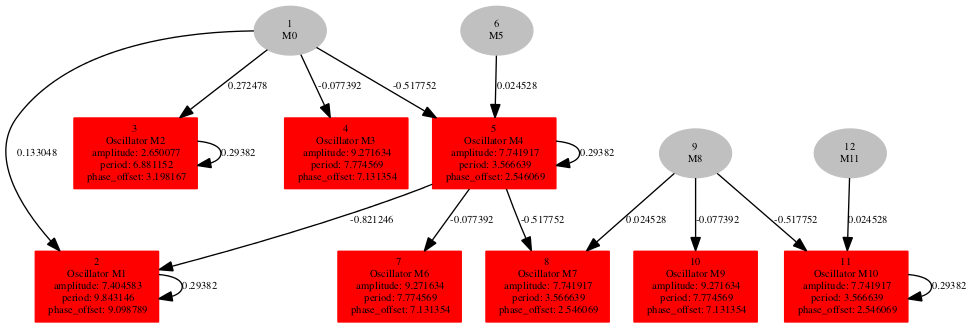 1
M0
6
M5
0.272478
-0.077392
-0.517752
0.024528
3
Oscillator M2
amplitude: 2.650077
period: 6.881152
phase_offset: 3.198167
0.29382
4
Oscillator M3
amplitude: 9.271634
period: 7.774569
phase_offset: 7.131354
5
Oscillator M4
amplitude: 7.741917
period: 3.566639
phase_offset: 2.546069
0.29382
9
M8
12
M11
0.133048
-0.821246
-0.077392
-0.517752
0.024528
-0.077392
-0.517752
0.024528
2
Oscillator M1
amplitude: 7.404583
period: 9.843146
phase_offset: 9.098789
0.29382
7
Oscillator M6
amplitude: 9.271634
period: 7.774569
phase_offset: 7.131354
8
Oscillator M7
amplitude: 7.741917
period: 3.566639
phase_offset: 2.546069
10
Oscillator M9
amplitude: 9.271634
period: 7.774569
phase_offset: 7.131354
11
Oscillator M10
amplitude: 7.741917
period: 3.566639
phase_offset: 2.546069
0.29382